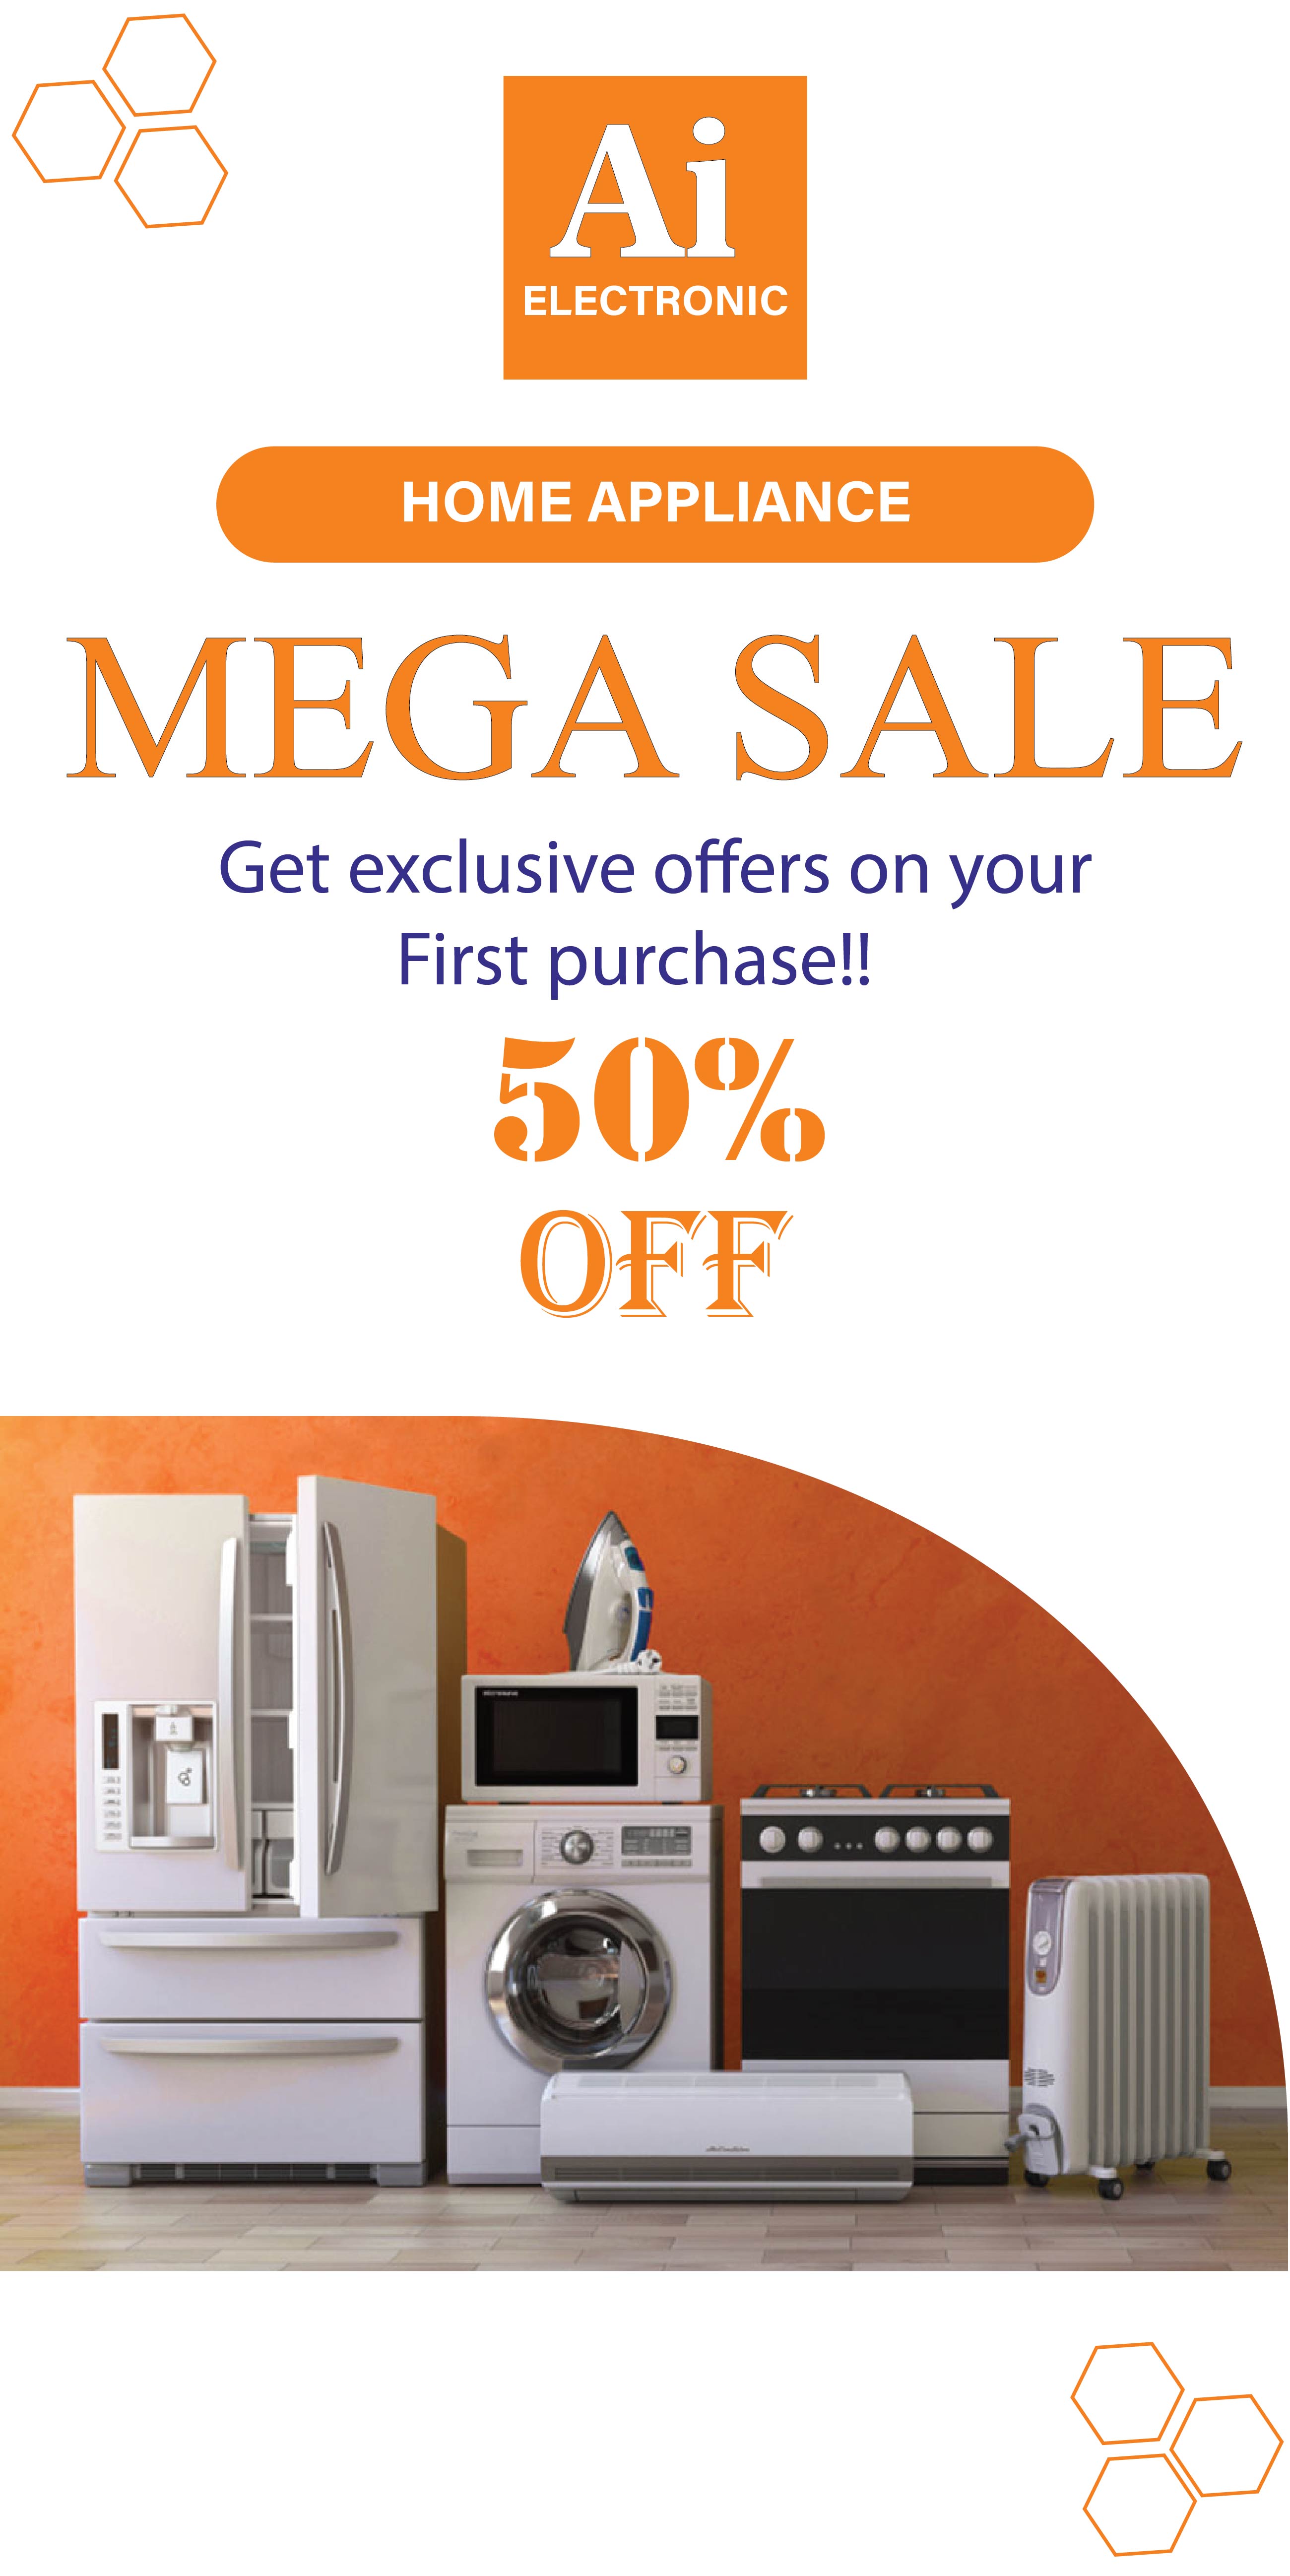 Ai
ELECTRONIC
HOME APPLIANCE
MEGA SALE
Get exclusive offers on your
First purchase!!
50%
OFF